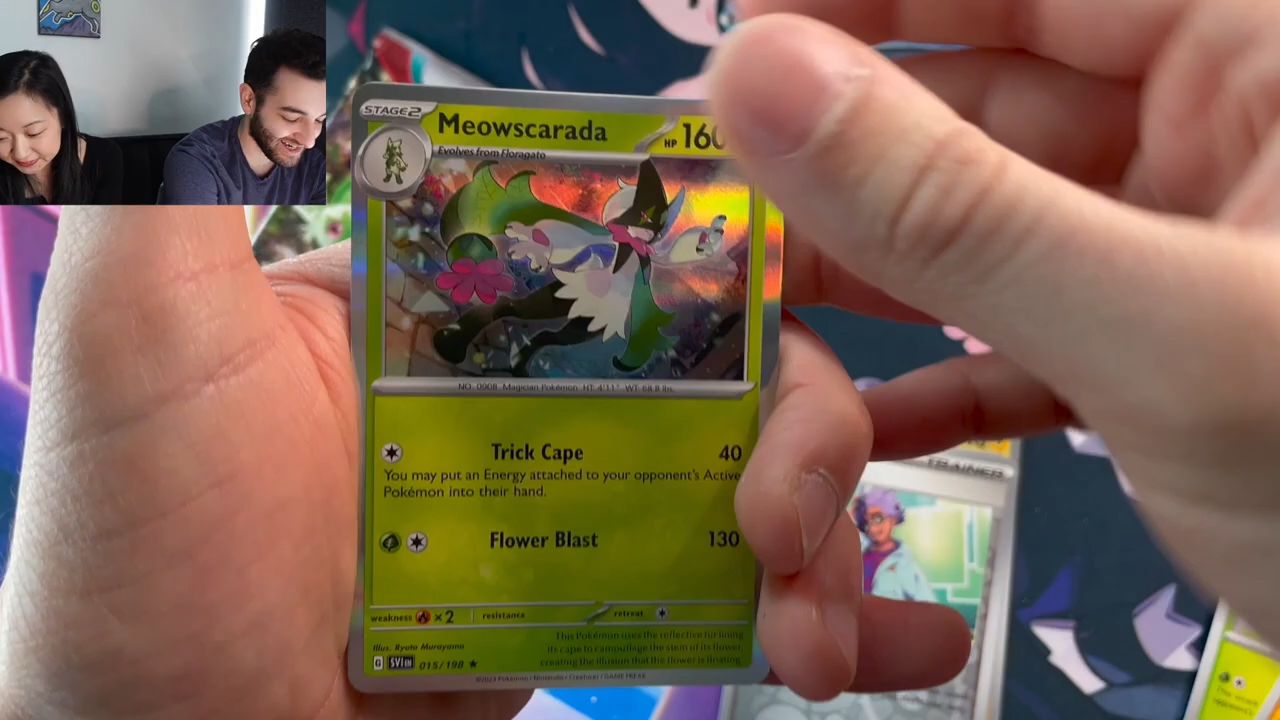 STAGE2
Meowscarada
HP 160
Evolves from Floragato
NO. 0908 Magician Pokémon HT: 4'11" WT: 68.8 lbs.
Trick Cape 40
You may put an Energy attached to your opponent's Active
Pokémon into their hand.
Flower Blast 130
weakness ×2 resistance retreat
Illus. Ryota Murayama
This Pokémon uses the reflective fur lining
its cape to camouflage the stem of its flower,
creating the illusion that the flower is floating.
G SVI EN 015/198
©2023 Pokémon / Nintendo / Creatures / GAME FREAK
TRAINER